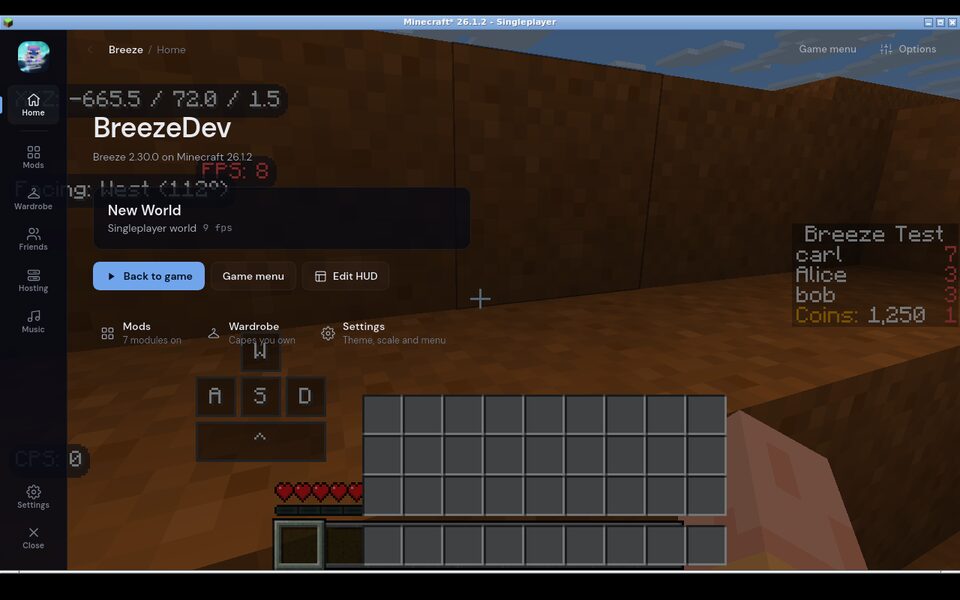 Minecraft* 26.1.2 - Singleplayer
Breeze / Home
Game menu
Options
Home
-665.5 / 72.0 / 1.5
BreezeDev
Breeze 2.30.0 on Minecraft 26.1.2
Mods
FPS: 8
Facing: West (112°)
Wardrobe
New World
Singleplayer world 9 fps
Friends
Breeze Test
carl 7
Alice 3
bob 3
Coins: 1,250 1
Back to game
Game menu
Edit HUD
Hosting
Music
Mods
7 modules on
Wardrobe
Capes you own
Settings
Theme, scale and menu
W
A S D
^
CPS: 0
Settings
Close